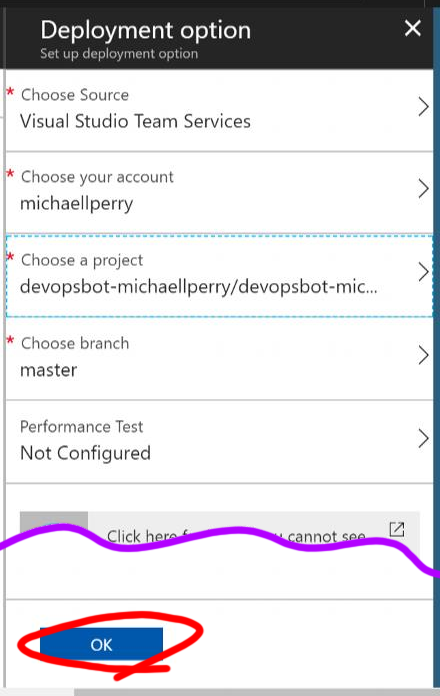 Deployment option
Set up deployment option
* Choose Source
Visual Studio Team Services
* Choose your account
michaellperry
* Choose a project
devopsbot-michaellperry/devopsbot-mic...
* Choose branch
master
Performance Test
Not Configured
Click here cannot see
OK